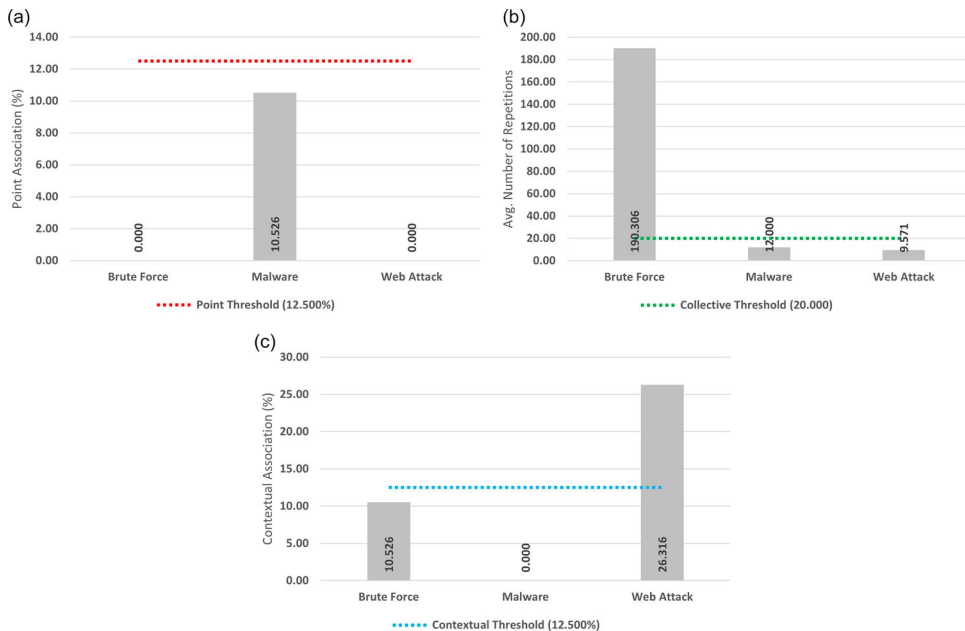 (a)
Point Association (%)
14.00
12.00
10.00
8.00
6.00
4.00
2.00
0.00
0.000
10.526
0.000
Brute Force
Malware
Web Attack
Point Threshold (12.500%)
(b)
Avg. Number of Repetitions
200.00
180.00
160.00
140.00
120.00
100.00
80.00
60.00
40.00
20.00
0.00
190.306
12.000
9.571
Brute Force
Malware
Web Attack
Collective Threshold (20.000)
(c)
Contextual Association (%)
30.00
25.00
20.00
15.00
10.00
5.00
0.00
10.526
0.000
26.316
Brute Force
Malware
Web Attack
Contextual Threshold (12.500%)